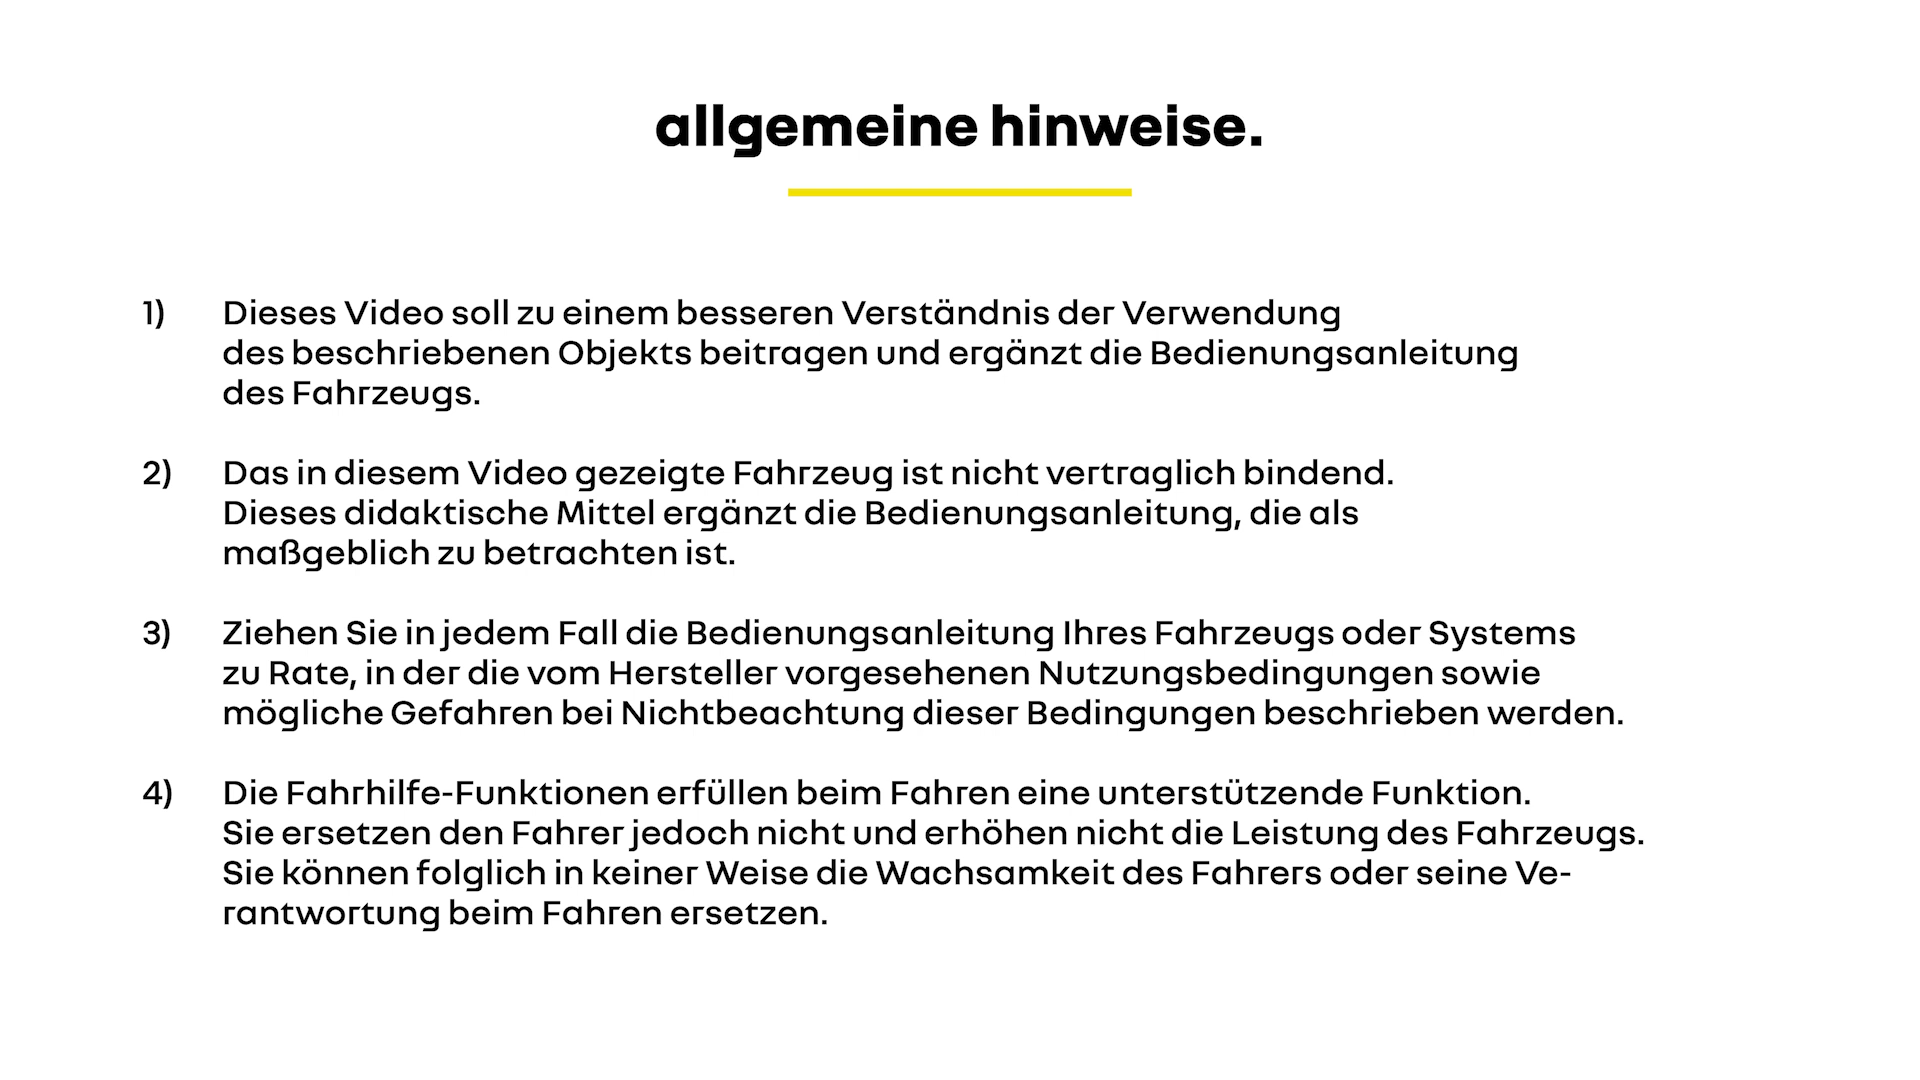 allgemeine hinweise.
1) Dieses Video soll zu einem besseren Verständnis der Verwendung
des beschriebenen Objekts beitragen und ergänzt die Bedienungsanleitung
des Fahrzeugs.
2) Das in diesem Video gezeigte Fahrzeug ist nicht vertraglich bindend.
Dieses didaktische Mittel ergänzt die Bedienungsanleitung, die als
maßgeblich zu betrachten ist.
3) Ziehen Sie in jedem Fall die Bedienungsanleitung Ihres Fahrzeugs oder Systems
zu Rate, in der die vom Hersteller vorgesehenen Nutzungsbedingungen sowie
mögliche Gefahren bei Nichtbeachtung dieser Bedingungen beschrieben werden.
4) Die Fahrhilfe-Funktionen erfüllen beim Fahren eine unterstützende Funktion.
Sie ersetzen den Fahrer jedoch nicht und erhöhen nicht die Leistung des Fahrzeugs.
Sie können folglich in keiner Weise die Wachsamkeit des Fahrers oder seine Ve-
rantwortung beim Fahren ersetzen.